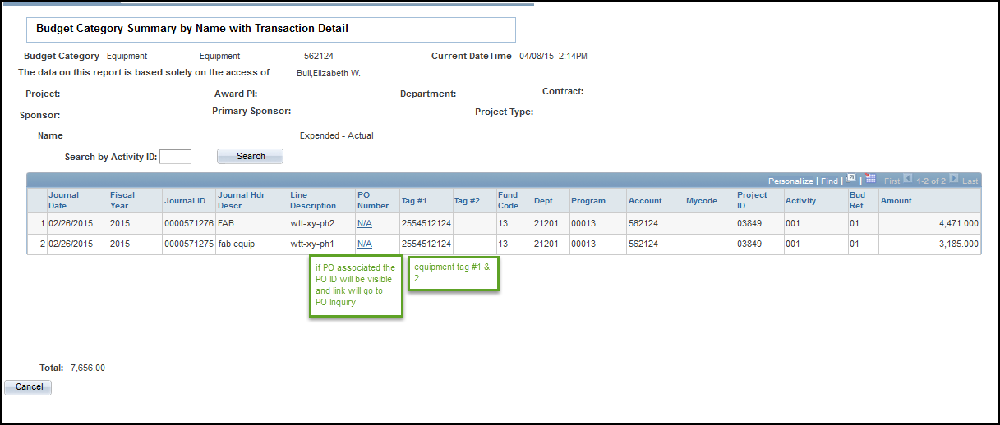 Budget Category Summary by Name with Transaction Detail
Budget Category Equipment Equipment 562124 Current DateTime 04/08/15 2:14PM
The data on this report is based solely on the access of Bull,Elizabeth W.
Project: Award PI: Department: Contract:
Sponsor: Primary Sponsor: Project Type:
Name Expended - Actual
Search by Activity ID: Search
Personalize | Find | | First 1-2 of 2 Last
Journal Date Fiscal Year Journal ID Journal Hdr Descr Line Description PO Number Tag #1 Tag #2 Fund Code Dept Program Account Mycode Project ID Activity Bud Ref Amount
1 02/26/2015 2015 0000571276 FAB wtt-xy-ph2 N/A 2554512124 13 21201 00013 562124 03849 001 01 4,471.000
2 02/26/2015 2015 0000571275 fab equip wtt-xy-ph1 N/A 2554512124 13 21201 00013 562124 03849 001 01 3,185.000
if PO associated the
PO ID will be visible
and link will go to
PO Inquiry
equipment tag #1 &
2
Total: 7,656.00
Cancel